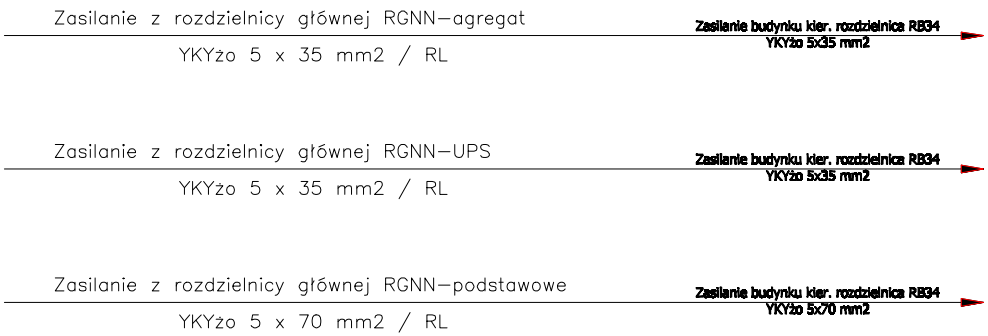 Zasilanie z rozdzielnicy głównej RGNN-agregat
Zasilanie budynku kier. rozdzielnica RB34
YKYżo 5 x 35 mm2 / RL
YKYżo 5x35 mm2
Zasilanie z rozdzielnicy głównej RGNN-UPS
Zasilanie budynku kier. rozdzielnica RB34
YKYżo 5 x 35 mm2 / RL
YKYżo 5x35 mm2
Zasilanie z rozdzielnicy głównej RGNN-podstawowe
Zasilanie budynku kier. rozdzielnica RB34
YKYżo 5 x 70 mm2 / RL
YKYżo 5x70 mm2